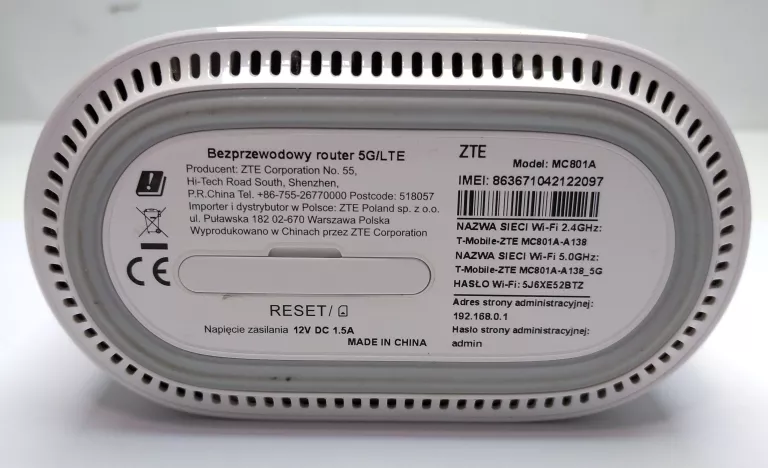 Bezprzewodowy router 5G/LTE
Producent: ZTE Corporation No. 55,
Hi-Tech Road South, Shenzhen,
P.R.China Tel. +86-755-26770000 Postcode: 518057
Importer i dystrybutor w Polsce: ZTE Poland sp. z o.o.
ul. Puławska 182 02-670 Warszawa Polska
Wyprodukowano w Chinach przez ZTE Corporation
CE
RESET/
Napięcie zasilania 12V DC 1.5A
MADE IN CHINA
ZTE
Model: MC801A
IMEI: 863671042122097
NAZWA SIECI Wi-Fi 2.4GHz:
T-Mobile-ZTE MC801A-A138
NAZWA SIECI Wi-Fi 5.0GHz:
T-Mobile-ZTE MC801A-A138_5G
HASŁO Wi-Fi: 5J6XE52BTZ
Adres strony administracyjnej:
192.168.0.1
Hasło strony administracyjnej:
admin